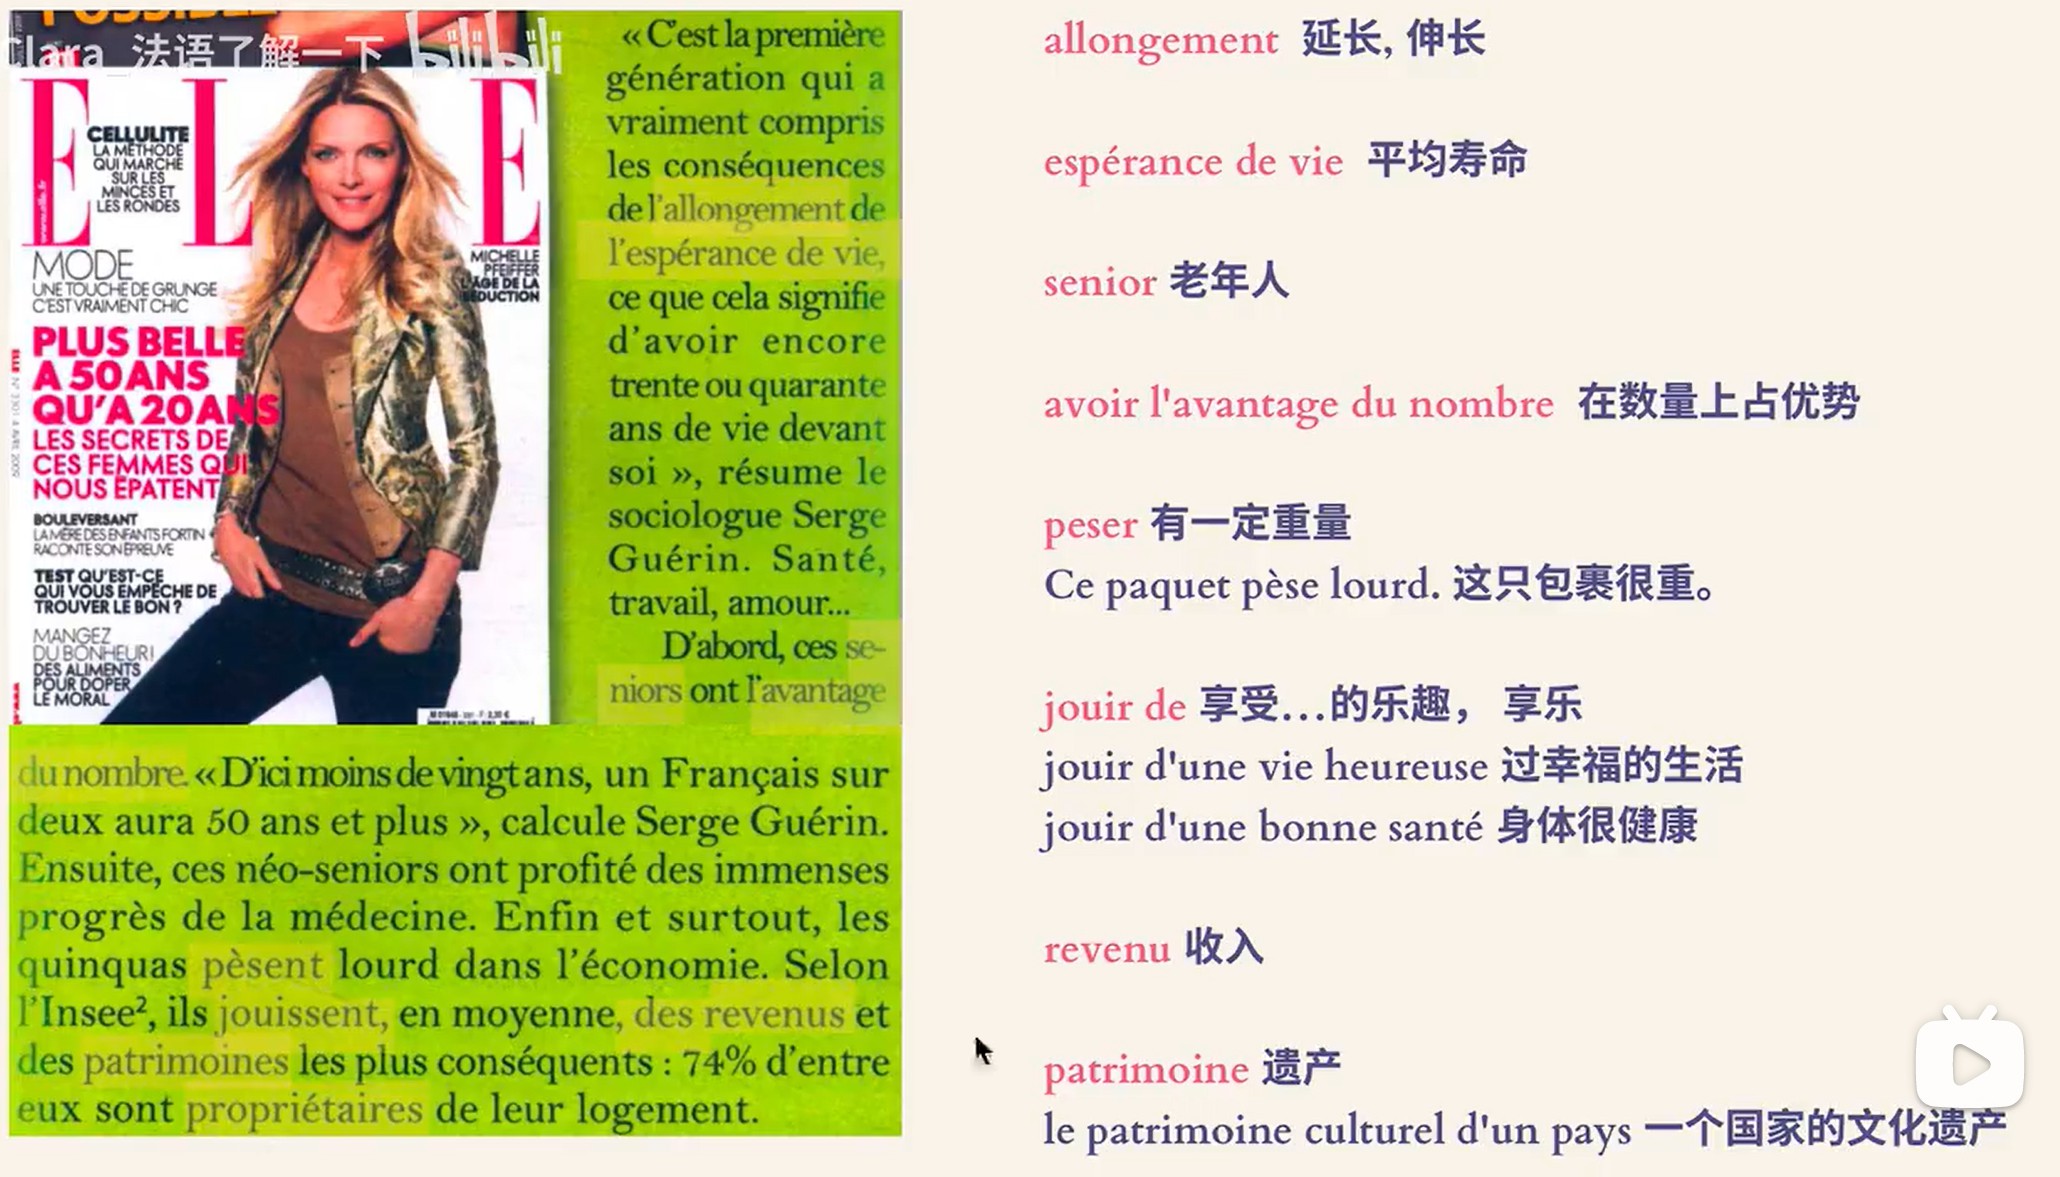 Clara_法语了解一下 bilibili
ELLE
CELLULITE
LA MÉTHODE
QUI MARCHE
SUR LES
MINCES ET
LES RONDES
www.elle.fr
MODE
UNE TOUCHE DE GRUNGE
C'EST VRAIMENT CHIC
MICHELLE
PFEIFFER
L'ÂGE DE LA
SÉDUCTION
PLUS BELLE
A 50 ANS
QU'A 20 ANS
LES SECRETS DE
CES FEMMES QUI
NOUS ÉPATENT
BOULEVERSANT
LA MÈRE DES ENFANTS FORTIN
RACONTE SON ÉPREUVE
TEST QU'EST-CE
QUI VOUS EMPÊCHE DE
TROUVER LE BON ?
MANGEZ
DU BONHEUR!
DES ALIMENTS
POUR DOPER
LE MORAL
« C'est la première
génération qui a
vraiment compris
les conséquences
de l'allongement de
l'espérance de vie,
ce que cela signifie
d'avoir encore
trente ou quarante
ans de vie devant
soi », résume le
sociologue Serge
Guérin. Santé,
travail, amour...
D'abord, ces se-
niors ont l'avantage
du nombre. « D'ici moins de vingt ans, un Français sur
deux aura 50 ans et plus », calcule Serge Guérin.
Ensuite, ces néo-seniors ont profité des immenses
progrès de la médecine. Enfin et surtout, les
quinquas pèsent lourd dans l'économie. Selon
l'Insee², ils jouissent, en moyenne, des revenus et
des patrimoines les plus conséquents : 74% d'entre
eux sont propriétaires de leur logement.
allongement 延长, 伸长
espérance de vie 平均寿命
senior 老年人
avoir l'avantage du nombre 在数量上占优势
peser 有一定重量
Ce paquet pèse lourd. 这只包裹很重。
jouir de 享受…的乐趣， 享乐
jouir d'une vie heureuse 过幸福的生活
jouir d'une bonne santé 身体很健康
revenu 收入
patrimoine 遗产
le patrimoine culturel d'un pays 一个国家的文化遗产